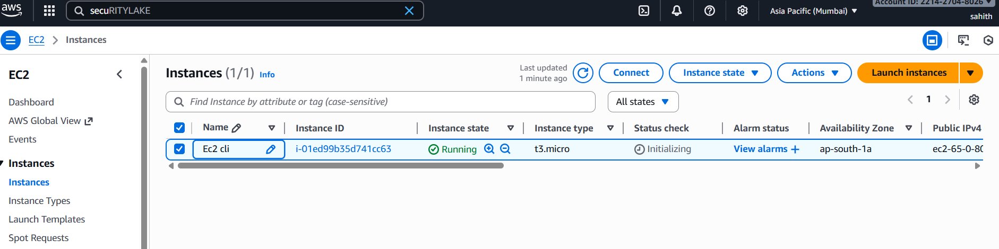 aws
secuRITYLAKE
Asia Pacific (Mumbai)
Account ID: 2214-2704-8026
sahith
EC2
Instances
EC2
Dashboard
AWS Global View
Events
Instances
Instances
Instance Types
Launch Templates
Spot Requests
Instances (1/1) Info
Last updated
1 minute ago
Connect
Instance state
Actions
Launch instances
Find Instance by attribute or tag (case-sensitive)
All states
1
Name Instance ID Instance state Instance type Status check Alarm status Availability Zone Public IPv4
Ec2 cli i-01ed99b35d741cc63 Running t3.micro Initializing View alarms + ap-south-1a ec2-65-0-80